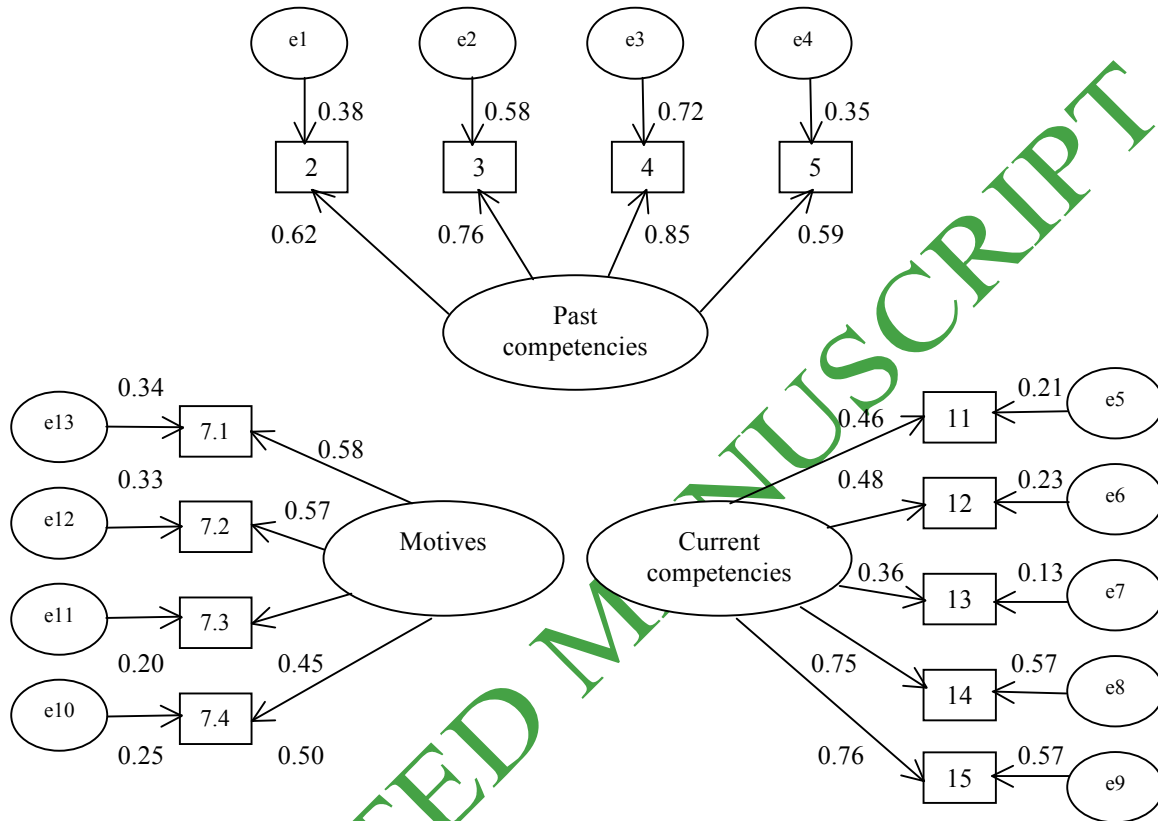 e1 e2 e3 e4
0.38 0.58 0.72 0.35
2 3 4 5
0.62 0.76 0.85 0.59
Past
competencies
0.34
e13 7.1
0.58
0.33
e12 7.2
0.57
Motives
e11 7.3
0.20 0.45
e10 7.4
0.25 0.50
0.21
0.46 11 e5
0.48 12 0.23 e6
Current
competencies
0.36 13 0.13 e7
0.75 14 0.57 e8
0.76 15 0.57 e9
TED MANUSCRIPT